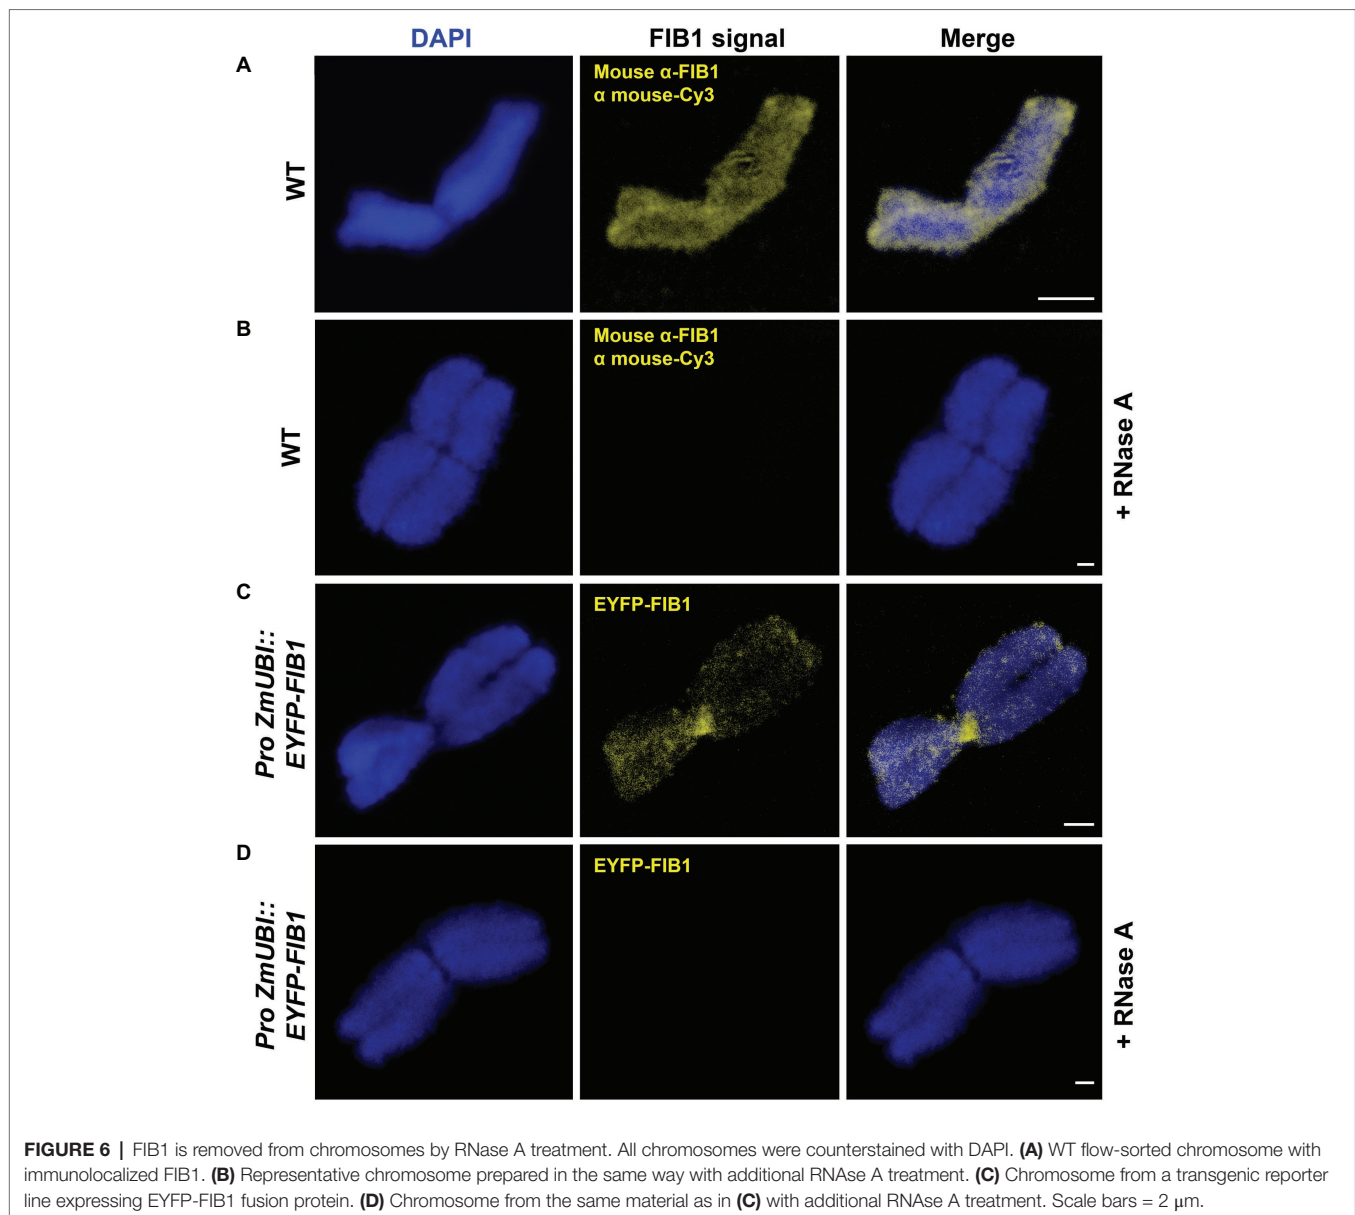 DAPI
FIB1 signal
Merge
A
WT
Mouse α-FIB1
α mouse-Cy3
B
WT
Mouse α-FIB1
α mouse-Cy3
+ RNase A
C
Pro ZmUBI::
EYFP-FIB1
EYFP-FIB1
D
Pro ZmUBI::
EYFP-FIB1
EYFP-FIB1
+ RNase A
FIGURE 6 | FIB1 is removed from chromosomes by RNase A treatment. All chromosomes were counterstained with DAPI. (A) WT flow-sorted chromosome with
immunolocalized FIB1. (B) Representative chromosome prepared in the same way with additional RNAse A treatment. (C) Chromosome from a transgenic reporter
line expressing EYFP-FIB1 fusion protein. (D) Chromosome from the same material as in (C) with additional RNAse A treatment. Scale bars = 2 μm.